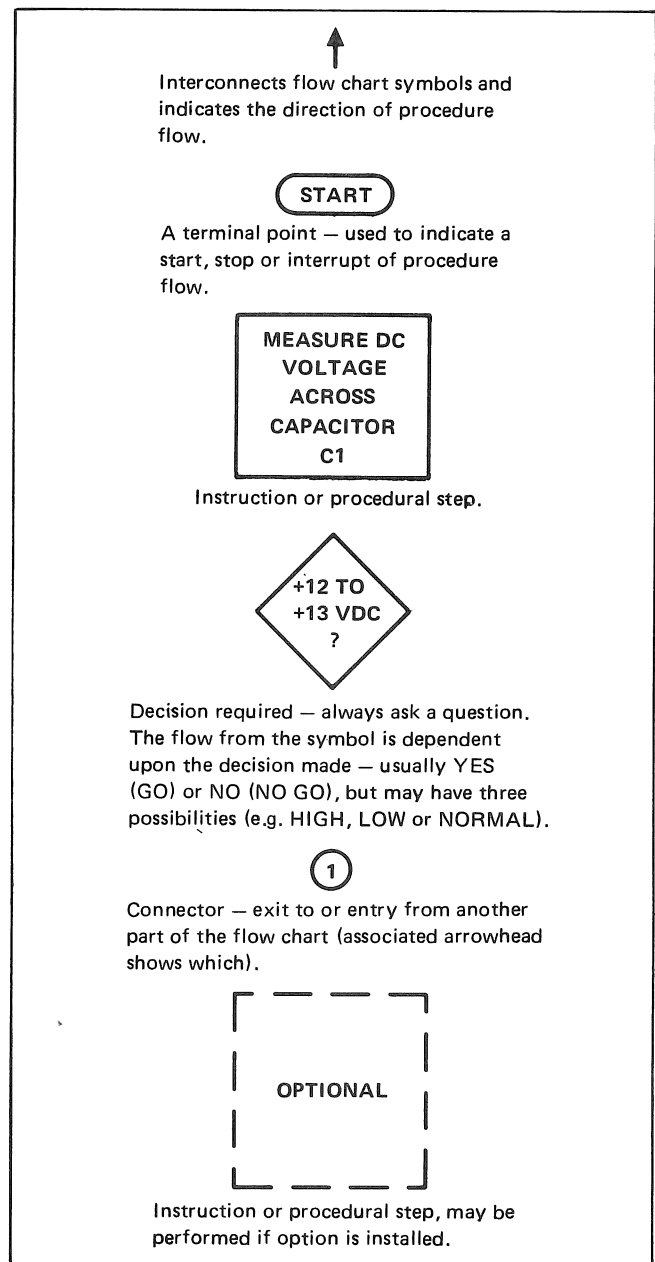 Interconnects flow chart symbols and
indicates the direction of procedure
flow.
START
A terminal point — used to indicate a
start, stop or interrupt of procedure
flow.
MEASURE DC
VOLTAGE
ACROSS
CAPACITOR
C1
Instruction or procedural step.
+12 TO
+13 VDC
?
Decision required — always ask a question.
The flow from the symbol is dependent
upon the decision made — usually YES
(GO) or NO (NO GO), but may have three
possibilities (e.g. HIGH, LOW or NORMAL).
1
Connector — exit to or entry from another
part of the flow chart (associated arrowhead
shows which).
OPTIONAL
Instruction or procedural step, may be
performed if option is installed.